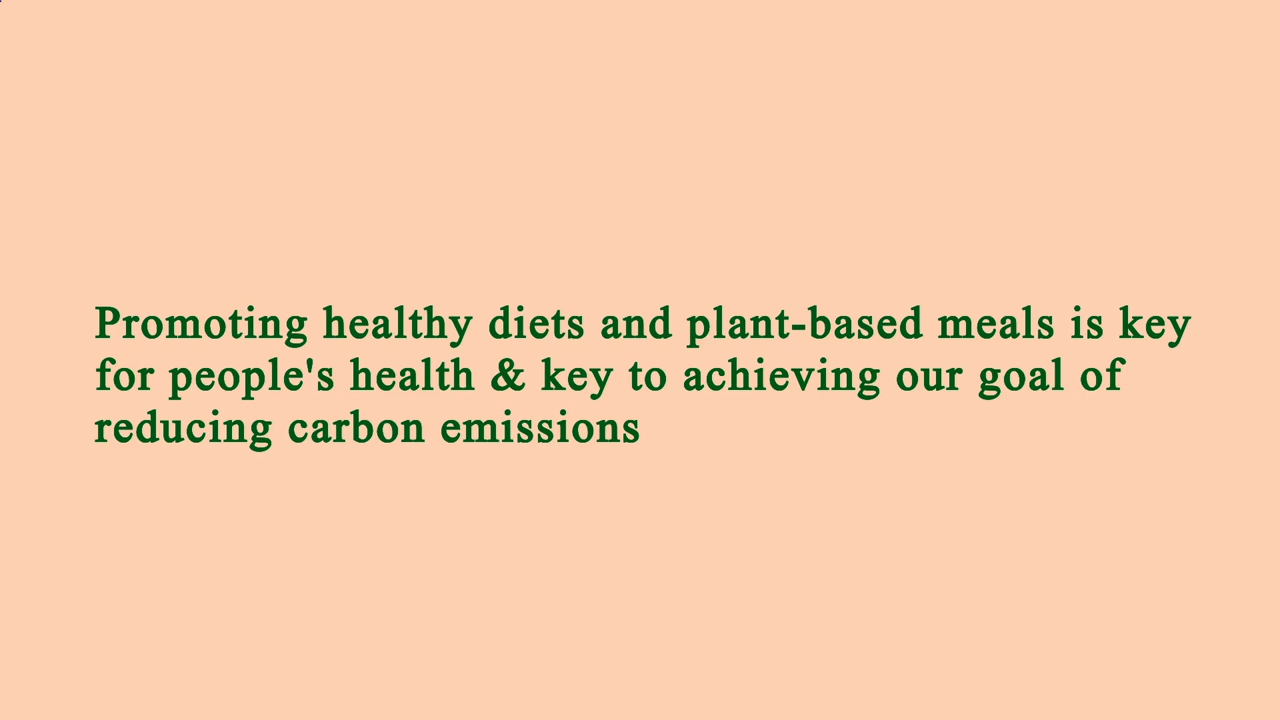 Promoting healthy diets and plant-based meals is key
for people's health & key to achieving our goal of
reducing carbon emissions